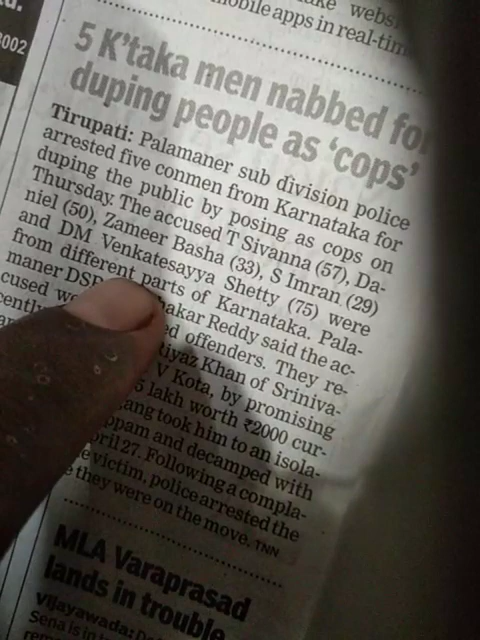 3002
websi
mobile apps in real-tim
5 K'taka men nabbed for
duping people as 'cops'
Tirupati: Palamaner sub division police
arrested five conmen from Karnataka for
duping the public by posing as cops on
Thursday. The accused T Sivanna (57), Da-
niel (50), Zameer Basha (33), S Imran (29)
and DM Venkatesayya Shetty (75) were
from different parts of Karnataka. Pala-
maner DSP akar Reddy said the ac-
cused ed offenders. They re-
cently tiyaz Khan of Sriniva-
V Kota, by promising
5 lakh worth ₹2000 cur-
ang took him to an isola-
ppam and decamped with
pril 27. Following a compla-
e victim, police arrested the
e they were on the move. TNN
MLA Varaprasad
lands in trouble
Vijayawada:
Sena is in